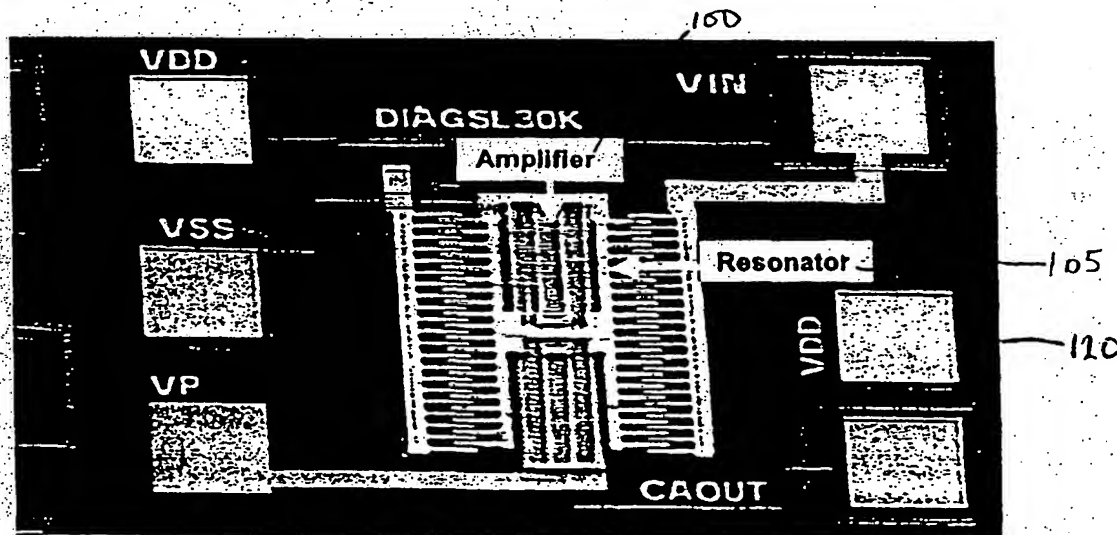 100
VDD
VIN
DIAGSL30K
Amplifier
VSS
Resonator
105
VDD
120
VP
CAOUT